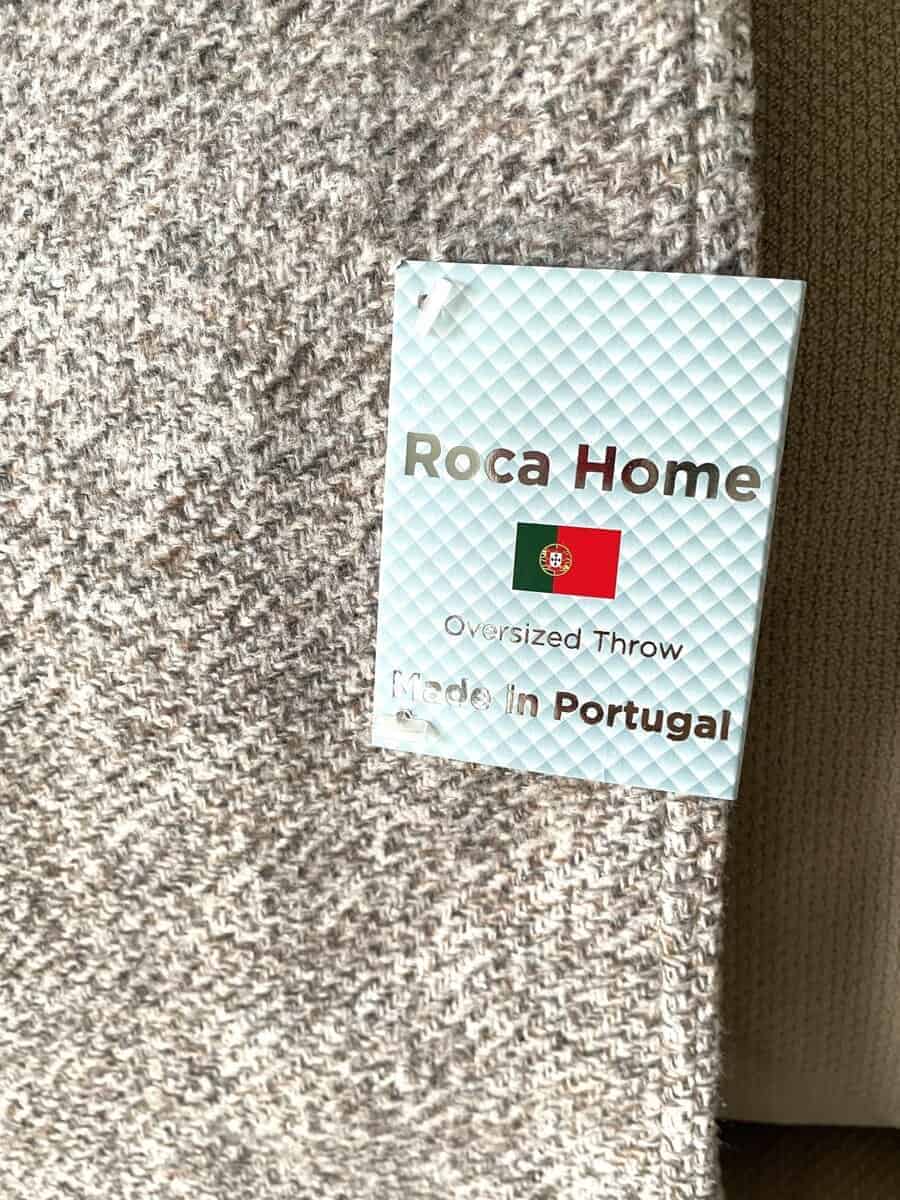 Roca Home
Oversized Throw
Made in Portugal